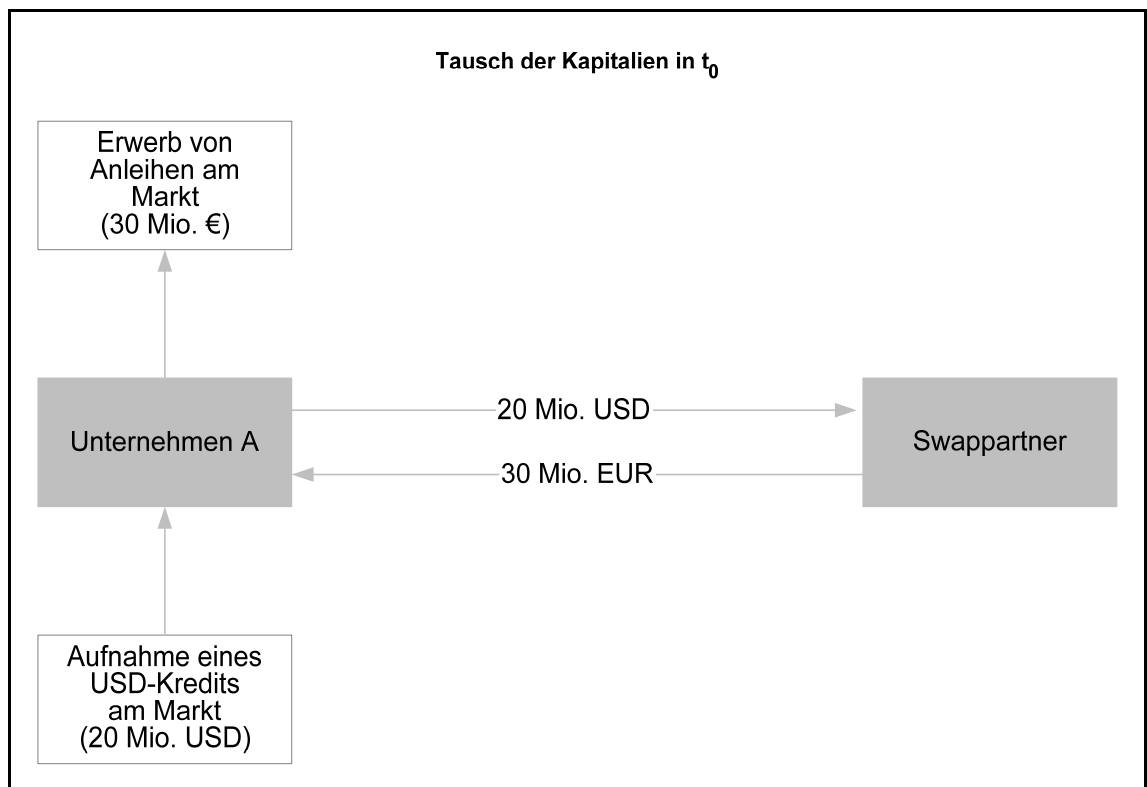 Tausch der Kapitalien in t0
Erwerb von
Anleihen am
Markt
(30 Mio. €)
Unternehmen A
20 Mio. USD
30 Mio. EUR
Swappartner
Aufnahme eines
USD-Kredits
am Markt
(20 Mio. USD)